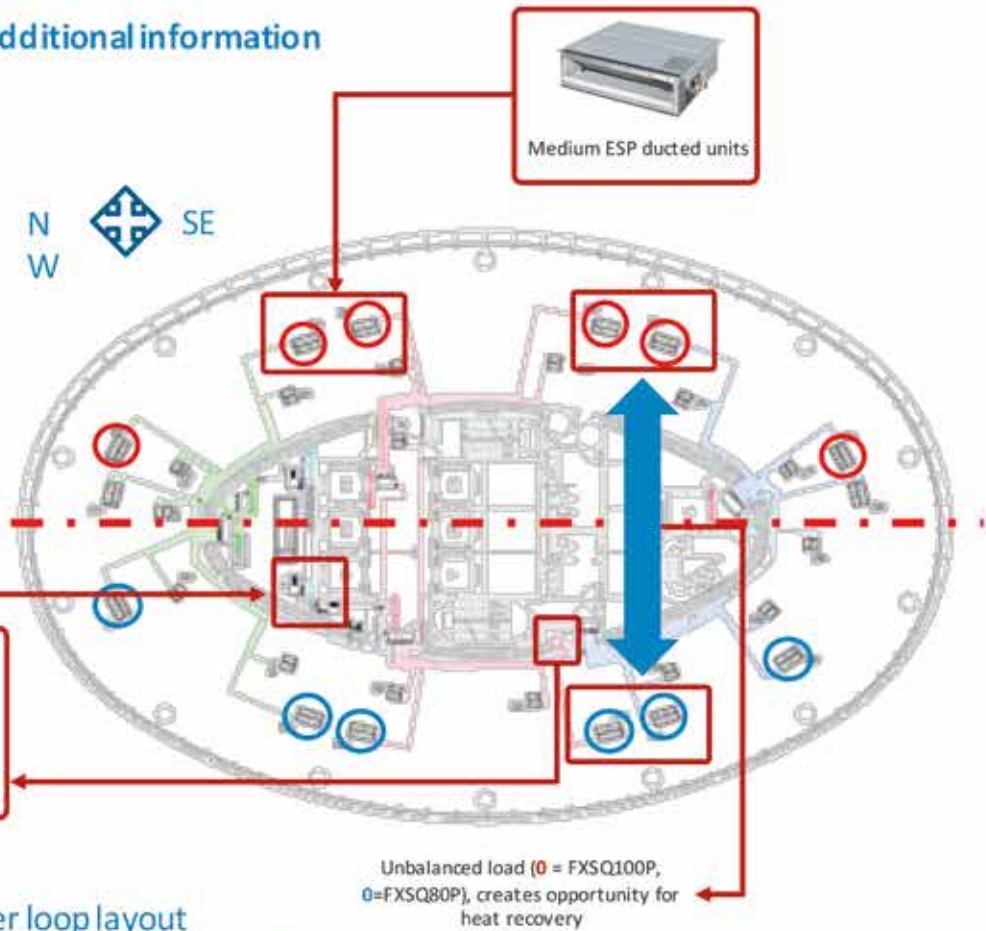 dditional information
Medium ESP ducted units
N
SE
W
Unbalanced load (0 = FXSQ100P,
0=FXSQ80P), creates opportunity for
heat recovery
er loop layout